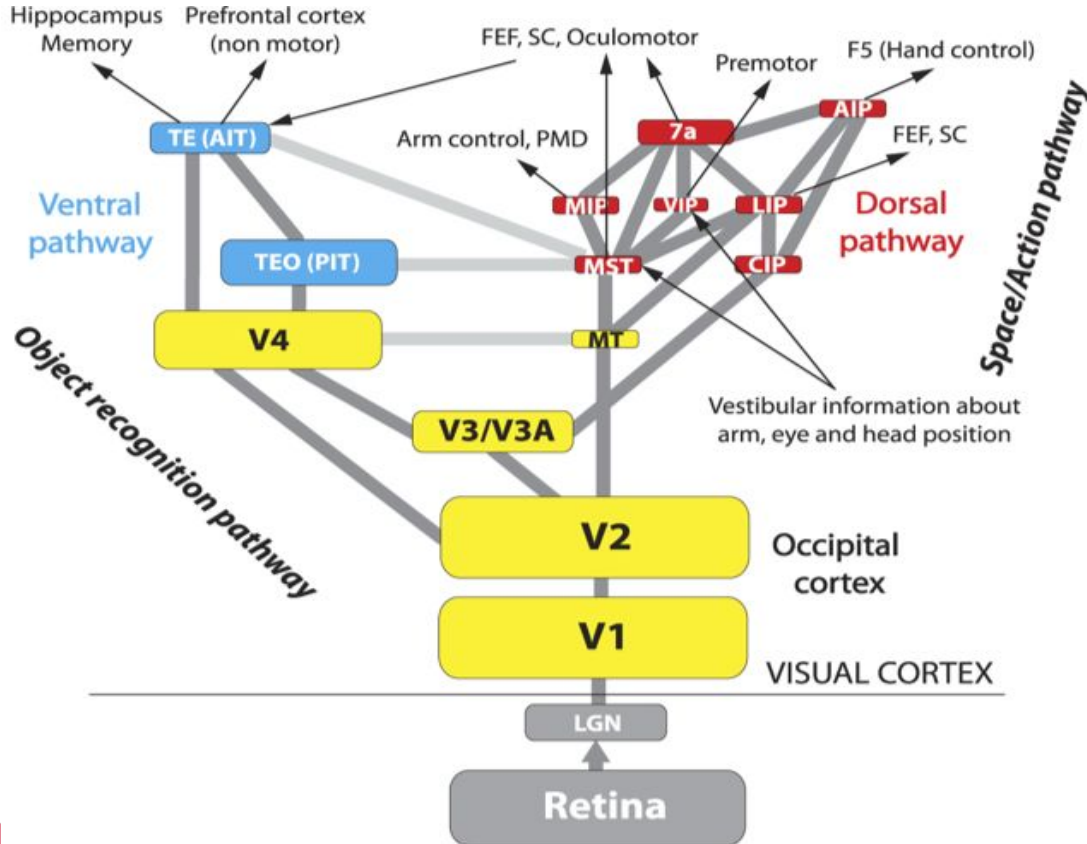 Hippocampus
Memory
Prefrontal cortex
(non motor)
FEF, SC, Oculomotor
F5 (Hand control)
Premotor
TE (AIT)
7a
AIP
Arm control, PMD
FEF, SC
Ventral
pathway
MIP
VIP
LIP
Dorsal
pathway
Space/Action pathway
TEO (PIT)
MST
CIP
V4
MT
Object recognition pathway
V3/V3A
Vestibular information about
arm, eye and head position
V2
Occipital
cortex
V1
VISUAL CORTEX
LGN
Retina